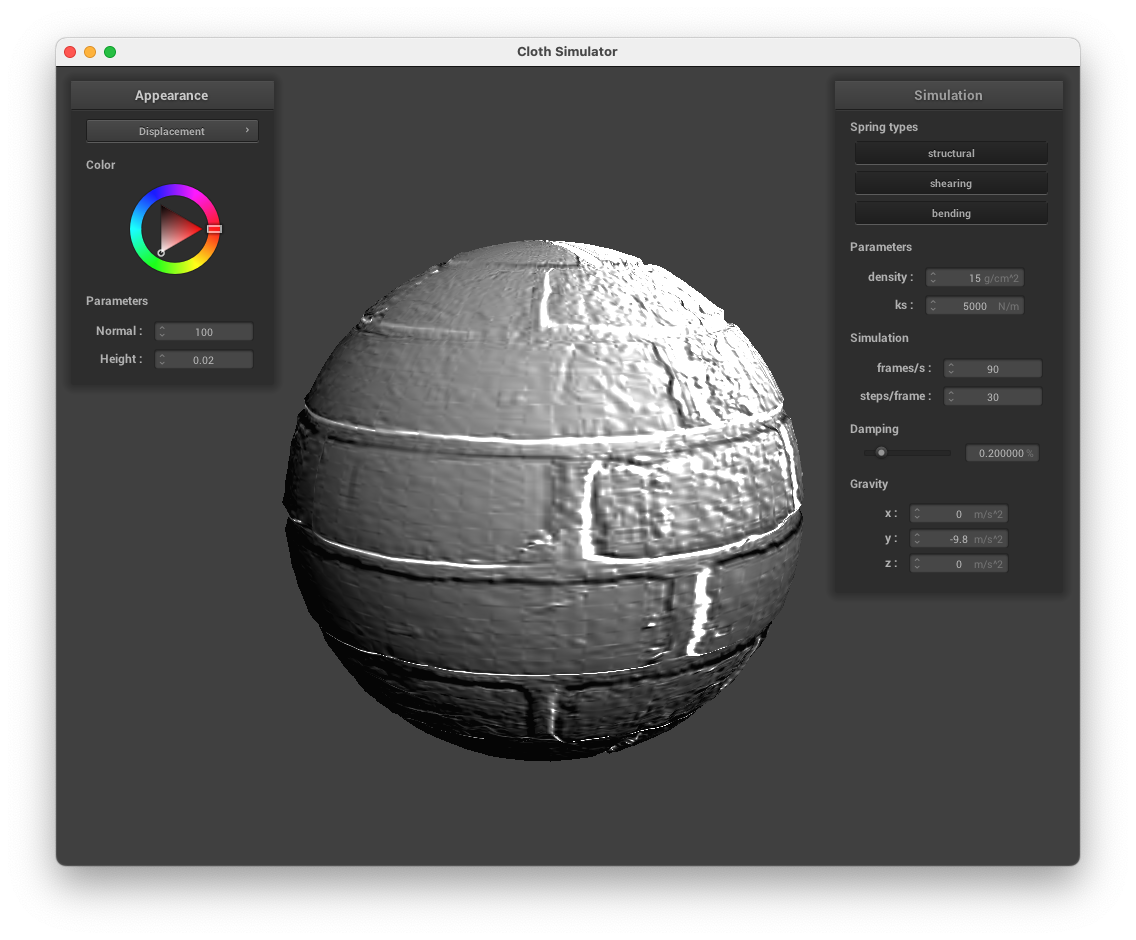 Cloth Simulator
Appearance
Displacement
Color
Parameters
Normal : 100
Height : 0.02
Simulation
Spring types
structural
shearing
bending
Parameters
density : 15 g/cm^2
ks : 5000 N/m
Simulation
frames/s : 90
steps/frame : 30
Damping
0.200000 %
Gravity
x : 0 m/s^2
y : -9.8 m/s^2
z : 0 m/s^2